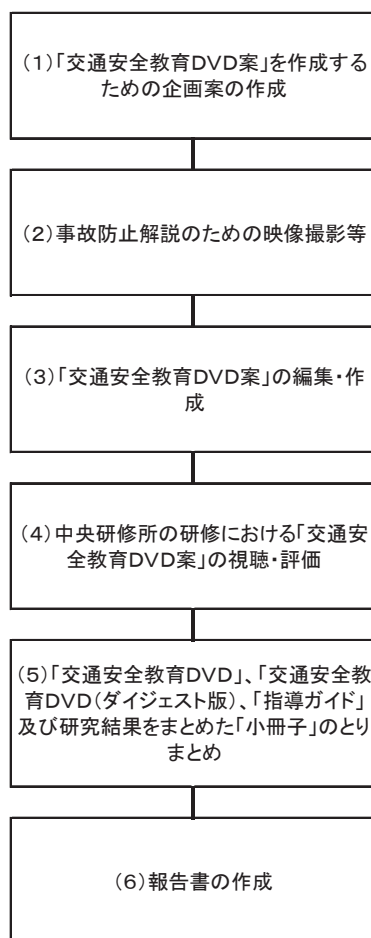 (1)「交通安全教育DVD案」を作成する
ための企画案の作成
(2)事故防止解説のための映像撮影等
(3)「交通安全教育DVD案」の編集・作
成
(4)中央研修所の研修における「交通安
全教育DVD案」の視聴・評価
(5)「交通安全教育DVD」、「交通安全教
育DVD(ダイジェスト版)、「指導ガイド」
及び研究結果をまとめた「小冊子」のとり
まとめ
(6)報告書の作成